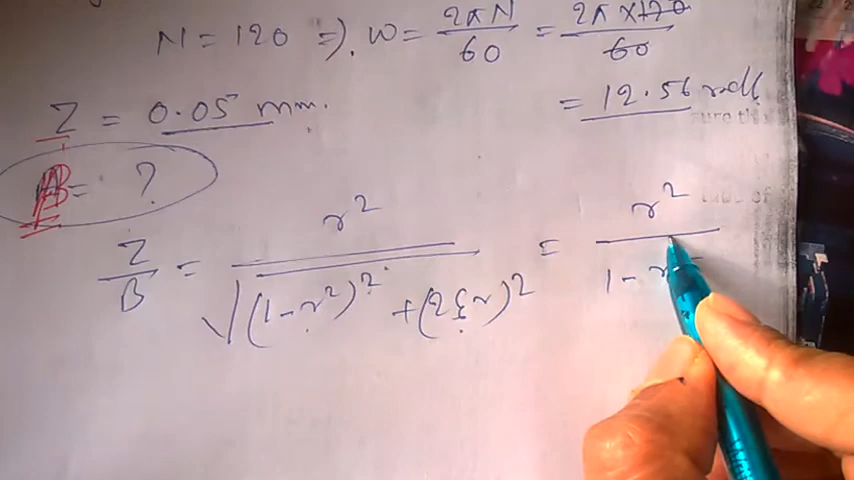 N = 120 => ω = 2πN/60 = 2π×120/60
Z = 0.05 mm. = 12.56 rad/
B = ?
Z/B = r²/√(1-r²)² + (2ξr)² = r²/1-r